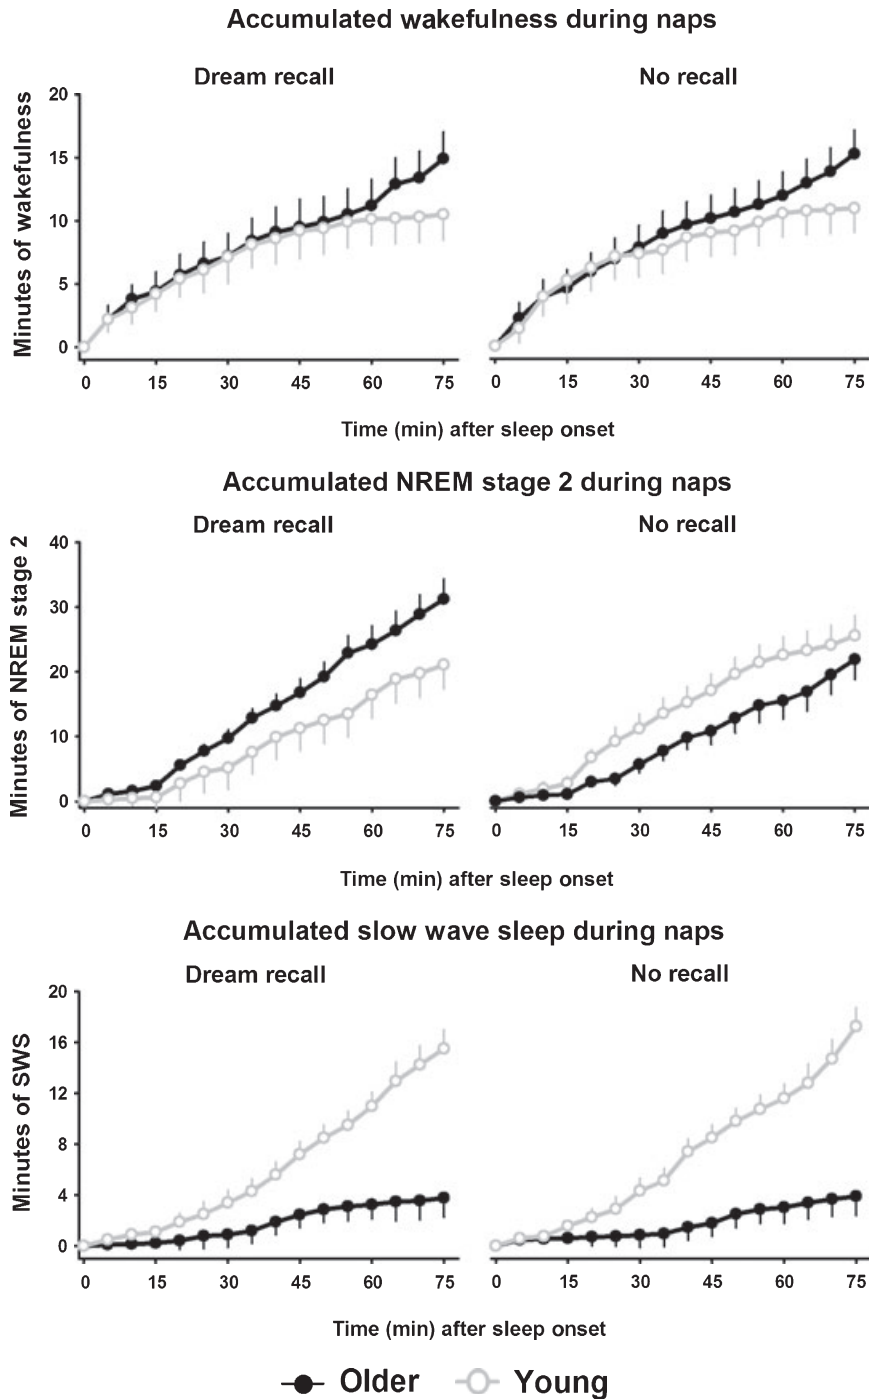 Accumulated wakefulness during naps
Dream recall
No recall
Minutes of wakefulness
20
15
10
5
0
0 15 30 45 60 75
0 15 30 45 60 75
Time (min) after sleep onset
Accumulated NREM stage 2 during naps
Dream recall
No recall
Minutes of NREM stage 2
40
30
20
10
0
0 15 30 45 60 75
0 15 30 45 60 75
Time (min) after sleep onset
Accumulated slow wave sleep during naps
Dream recall
No recall
Minutes of SWS
20
16
12
8
4
0
0 15 30 45 60 75
0 15 30 45 60 75
Time (min) after sleep onset
Older Young